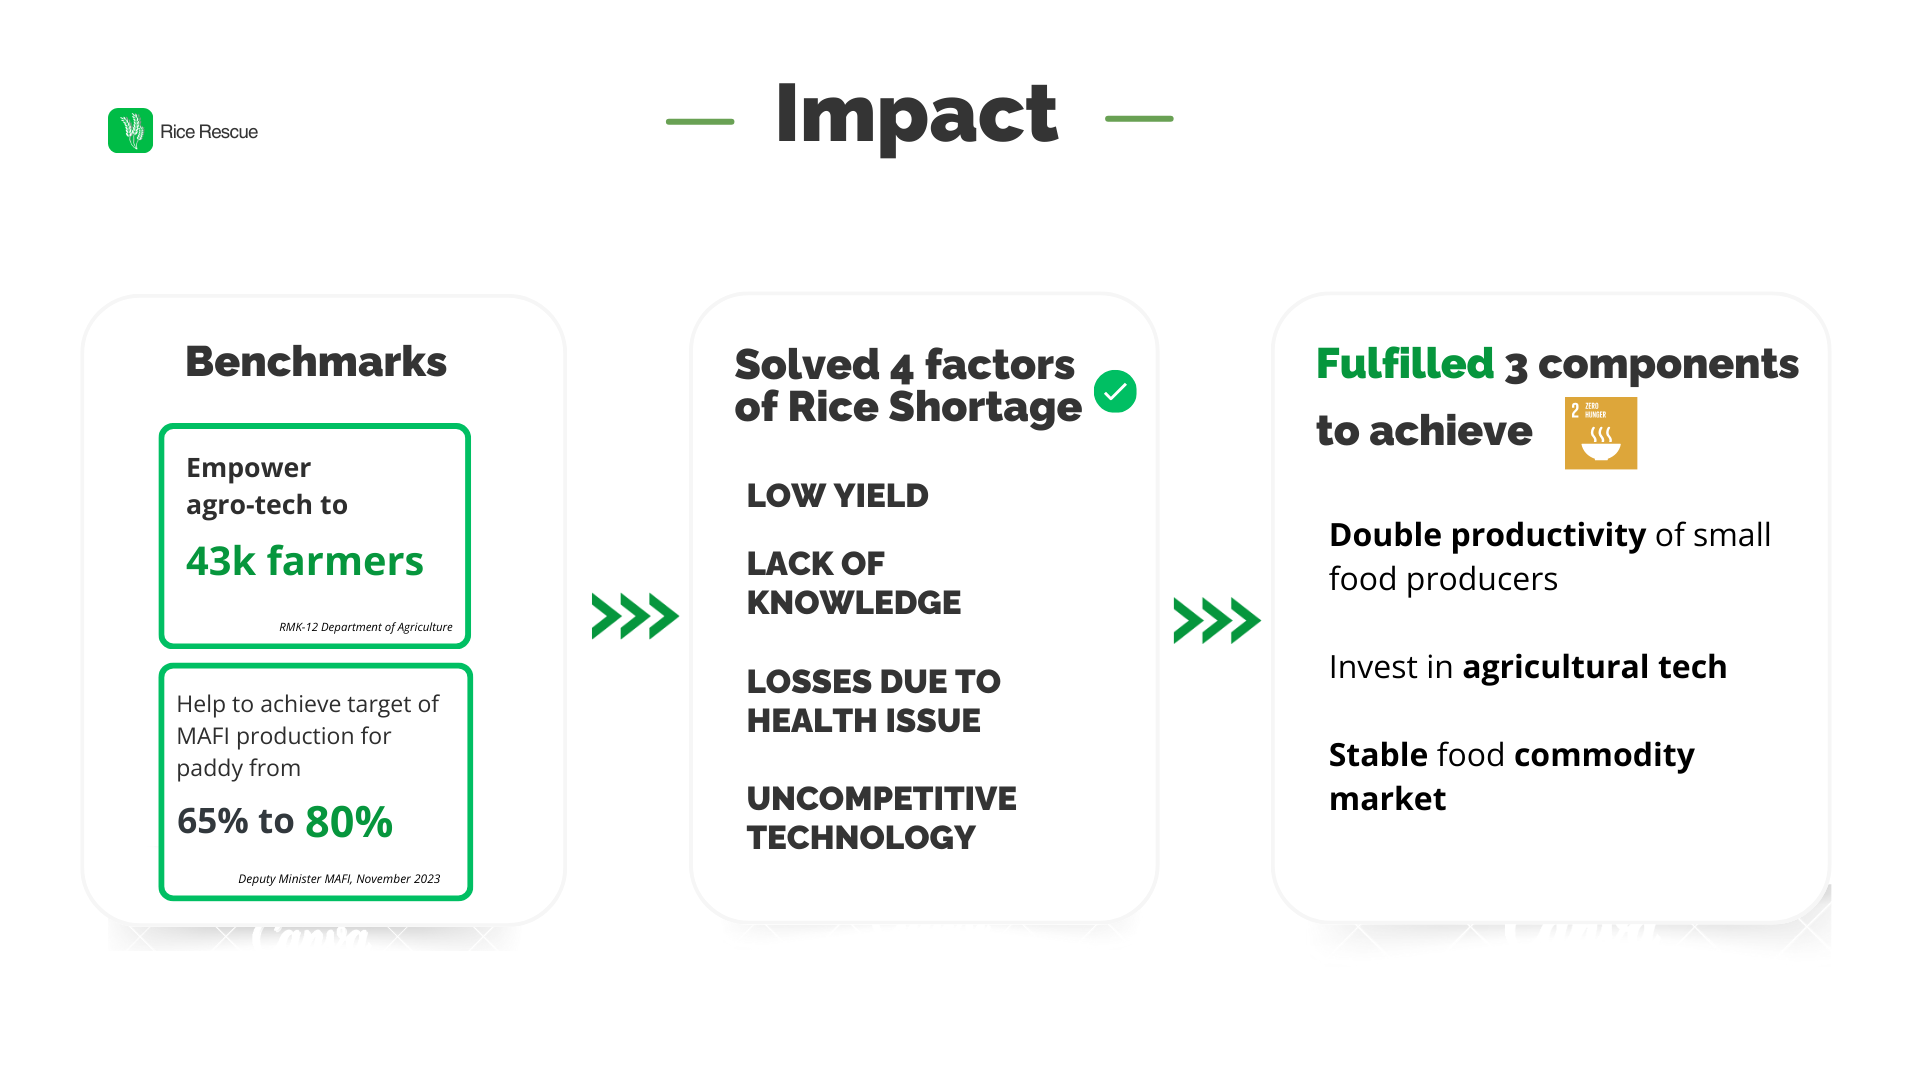 Rice Rescue
Impact
Benchmarks
Empower
agro-tech to
43k farmers
RMK-12 Department of Agriculture
Help to achieve target of
MAFI production for
paddy from
65% to 80%
Deputy Minister MAFI, November 2023
Solved 4 factors
of Rice Shortage
LOW YIELD
LACK OF
KNOWLEDGE
LOSSES DUE TO
HEALTH ISSUE
UNCOMPETITIVE
TECHNOLOGY
Fulfilled 3 components
to achieve
2 ZERO
HUNGER
Double productivity of small
food producers
Invest in agricultural tech
Stable food commodity
market
Canva